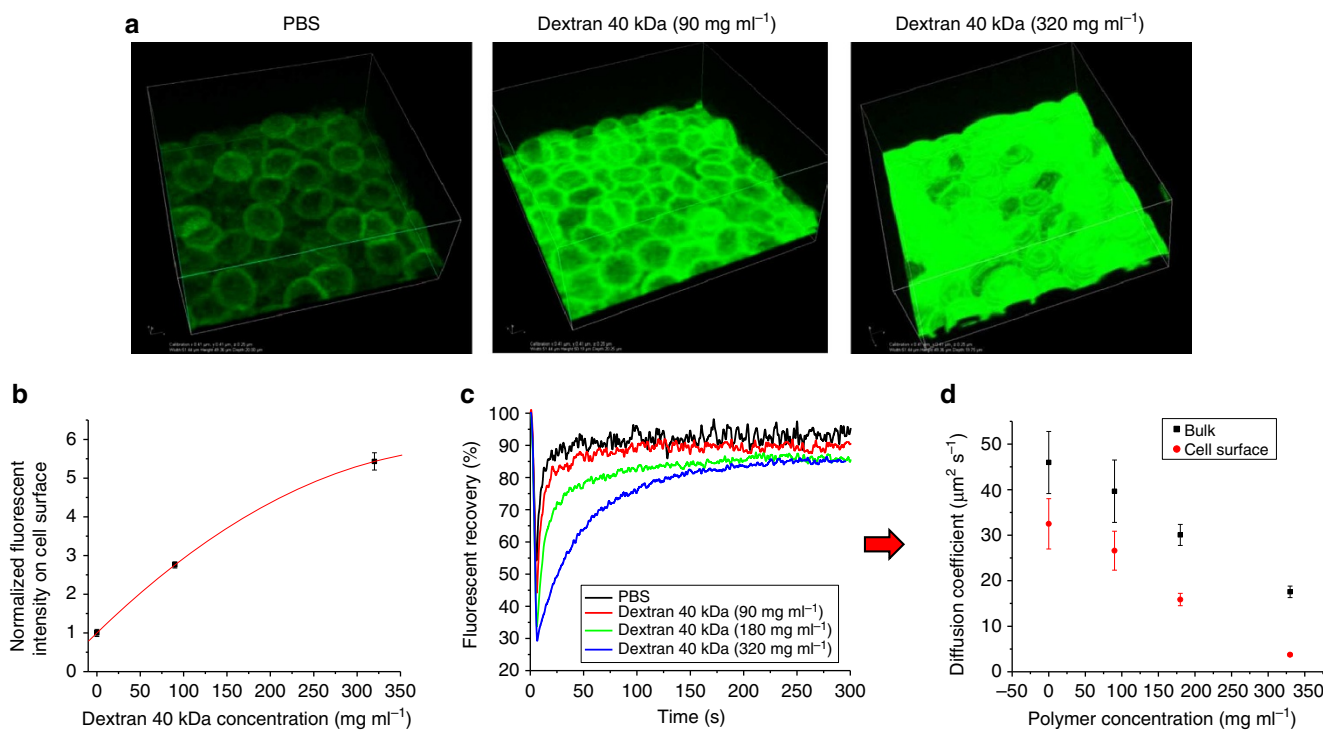 a
PBS
Dextran 40 kDa (90 mg ml⁻¹)
Dextran 40 kDa (320 mg ml⁻¹)
b
Normalized fluorescent
intensity on cell surface
6
5
4
3
2
1
0
0 50 100 150 200 250 300 350
Dextran 40 kDa concentration (mg ml⁻¹)
c
Fluorescent recovery (%)
100
90
80
70
60
50
40
30
20
PBS
Dextran 40 kDa (90 mg ml⁻¹)
Dextran 40 kDa (180 mg ml⁻¹)
Dextran 40 kDa (320 mg ml⁻¹)
0 50 100 150 200 250 300
Time (s)
d
Diffusion coefficient (μm² s⁻¹)
Bulk
Cell surface
50
40
30
20
10
0
−50 0 50 100 150 200 250 300 350
Polymer concentration (mg ml⁻¹)